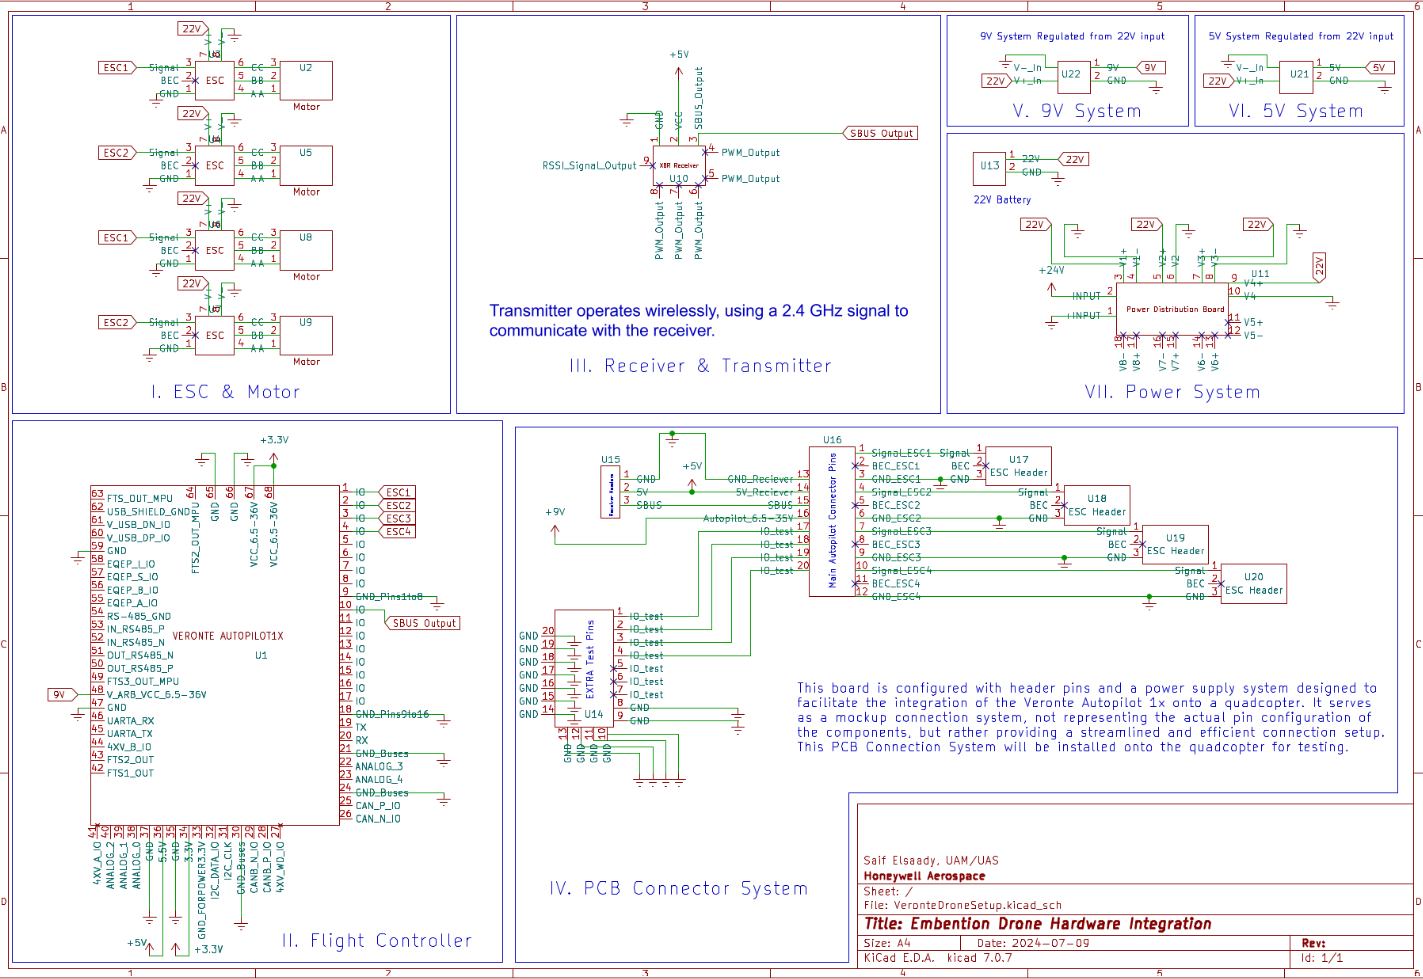 1 2 3 4 5 6
A
B
C
D
22V
ESC1
Signal 3
BEC 2
GND 1
ESC
6 CC 3
5 BB 2
4 AA 1
U2
Motor
22V
ESC2
Signal 3
BEC 2
GND 1
ESC
6 CC 3
5 BB 2
4 AA 1
U5
Motor
22V
ESC1
Signal 3
BEC 2
GND 1
ESC
6 CC 3
5 BB 2
4 AA 1
U8
Motor
22V
ESC2
Signal 3
BEC 2
GND 1
ESC
6 CC 3
5 BB 2
4 AA 1
U9
Motor
I. ESC & Motor
+5V
GND
VCC
SBUS_Output
1 2 3
SBUS Output
RSSI_Signal_Output 9
X8R Receiver
U10
4 PWM_Output
5 PWM_Output
8 7 6
PWM_Output
PWM_Output
PWM_Output
Transmitter operates wirelessly, using a 2.4 GHz signal to
communicate with the receiver.
III. Receiver & Transmitter
9V System Regulated from 22V input
V-_In
22V V+_In
U22
1 9V 9V
2 GND
V. 9V System
5V System Regulated from 22V input
V-_In
22V V+_In
U21
1 5V 5V
2 GND
VI. 5V System
U13
1 22V 22V
2 GND
22V Battery
22V 22V 22V 22V
V1+ V1- V2+ V2 V3+ V3-
3 4 5 6 7 8
+24V
U11
9 V4+
10 V4
-INPUT 2
+INPUT 1
Power Distribution Board
11 V5+
12 V5-
18 17 16 15 14 13
V8- V8+ V7- V7+ V6- V6+
VII. Power System
+3.3V
64 65 66 67 68
FTS2_OUT_MPU
GND
GND
VCC_6.5-36V
VCC_6.5-36V
63 FTS_OUT_MPU
62 USB_SHIELD_GND
61 V_USB_DN_IO
60 V_USB_DP_IO
59 GND
58 EQEP_I_IO
57 EQEP_S_IO
56 EQEP_B_IO
55 EQEP_A_IO
54 RS-485_GND
53 IN_RS485_P
52 IN_RS485_N
51 OUT_RS485_N
50 OUT_RS485_P
49 FTS3_OUT_MPU
9V 48 V_ARB_VCC_6.5-36V
47 GND
46 UARTA_RX
45 UARTA_TX
44 4XV_B_IO
43 FTS2_OUT
42 FTS1_OUT
VERONTE AUTOPILOT1X
U1
1 IO ESC1
2 IO ESC2
3 IO ESC3
4 IO ESC4
5 IO
6 IO
7 IO
8 IO
9 GND_Pins1to8
10 IO
11 IO SBUS Output
12 IO
13 IO
14 IO
15 IO
16 IO
17 IO
18 GND_Pins9to16
19 TX
20 RX
21 GND_Buses
22 ANALOG_3
23 ANALOG_4
24 GND_Buses
25 CAN_P_IO
26 CAN_N_IO
41 40 39 38 37 36 35 34 33 32 31 30 29 28 27
4XV_A_IO
ANALOG_2
ANALOG_1
ANALOG_0
GND
5.5V
GND
3.3V
GND_FORPOWER3.3V
I2C_DATA_IO
I2C_CLK
GND_Buses
CANB_N_IO
CANB_P_IO
4XV_WD_IO
+5V
+3.3V
II. Flight Controller
U15
Receiver Headers
1 GND
2 5V
3 SBUS
+5V
+9V
GND_Reciever 13
5V_Reciever 14
SBUS 15
Autopilot_6.5-35V 16
IO_test 17
IO_test 18
IO_test 19
IO_test 20
U16
Main Autopilot Connector Pins
1 Signal_ESC1
2 BEC_ESC1
3 GND_ESC1
4 Signal_ESC2
5 BEC_ESC2
6 GND_ESC2
7 Signal_ESC3
8 BEC_ESC3
9 GND_ESC3
10 Signal_ESC4
11 BEC_ESC4
12 GND_ESC4
Signal 1
BEC 2
GND 3
U17
ESC Header
Signal 1
BEC 2
GND 3
U18
ESC Header
Signal 1
BEC 2
GND 3
U19
ESC Header
Signal 1
BEC 2
GND 3
U20
ESC Header
GND 20
GND 19
GND 18
GND 17
GND 16
GND 15
GND 14
EXTRA Test Pins
U14
1 IO_test
2 IO_test
3 IO_test
4 IO_test
5 IO_test
6 IO_test
7 IO_test
8 GND
9 GND
13 12 11 10
GND GND GND GND
This board is configured with header pins and a power supply system designed to
facilitate the integration of the Veronte Autopilot 1x onto a quadcopter. It serves
as a mockup connection system, not representing the actual pin configuration of
the components, but rather providing a streamlined and efficient connection setup.
This PCB Connection System will be installed onto the quadcopter for testing.
IV. PCB Connector System
Saif Elsaady, UAM/UAS
Honeywell Aerospace
Sheet: /
File: VeronteDroneSetup.kicad_sch
Title: Embention Drone Hardware Integration
Size: A4 Date: 2024-07-09 Rev:
KiCad E.D.A. kicad 7.0.7 Id: 1/1
1 2 3 4 5 6